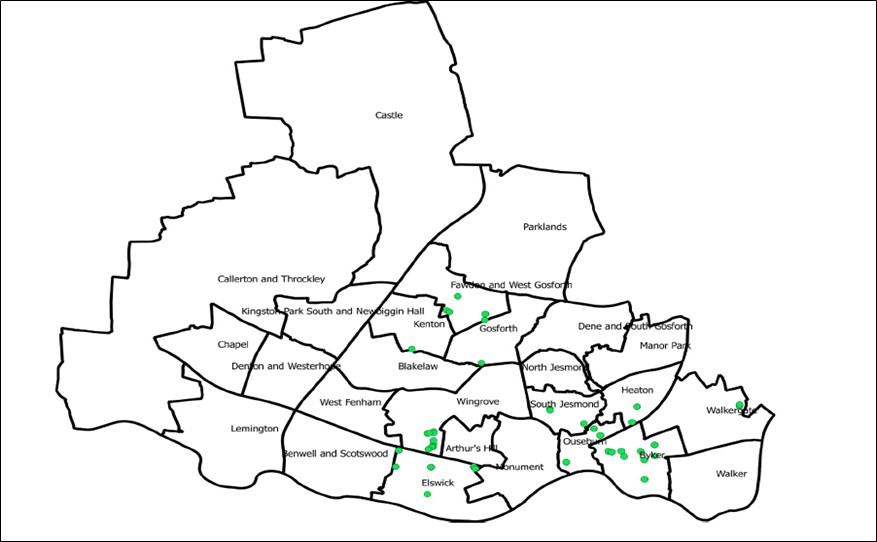 Castle
Parklands
Callerton and Throckley
Fawdon and West Gosforth
Kingston Park South and Newbiggin Hall
Kenton
Gosforth
Dene and South Gosforth
Manor Park
Chapel
Denton and Westerhope
Blakelaw
North Jesmond
Heaton
West Fenham
Wingrove
South Jesmond
Walkergate
Lemington
Benwell and Scotswood
Arthur's Hill
Ouseburn
Byker
Monument
Elswick
Walker